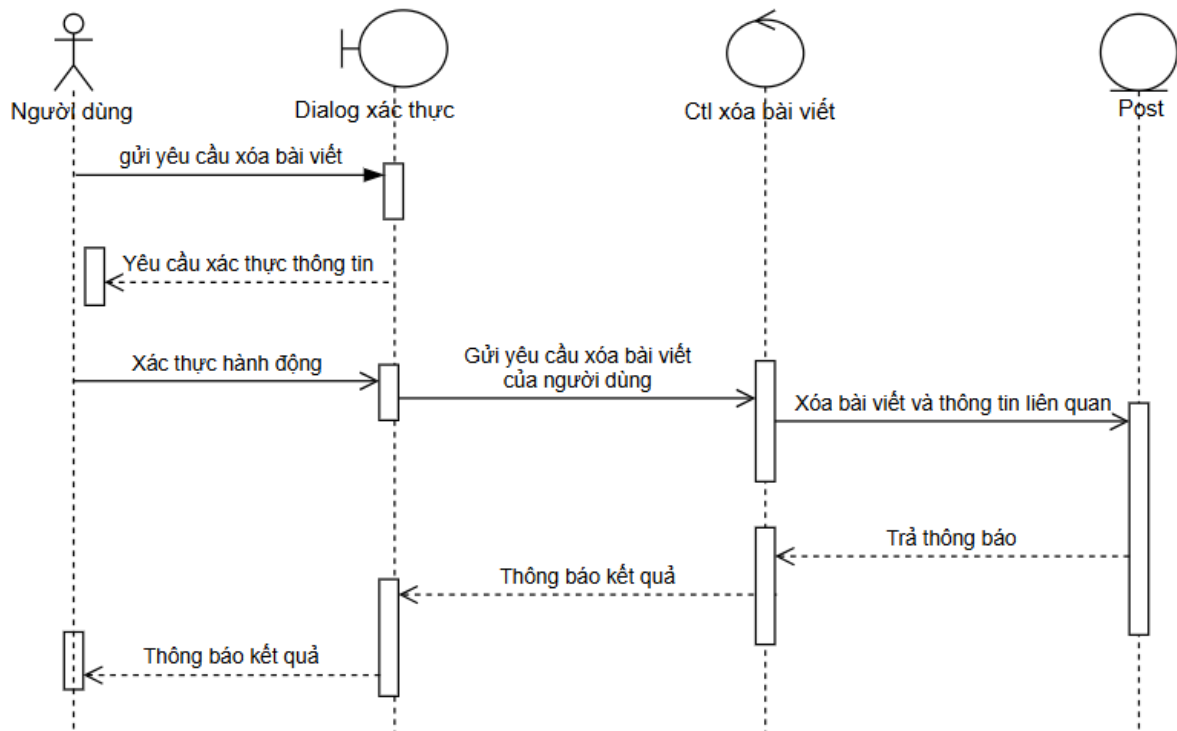 Người dùng
Dialog xác thực
Ctl xóa bài viết
Post
gửi yêu cầu xóa bài viết
Yêu cầu xác thực thông tin
Xác thực hành động
Gửi yêu cầu xóa bài viết
của người dùng
Xóa bài viết và thông tin liên quan
Trả thông báo
Thông báo kết quả
Thông báo kết quả